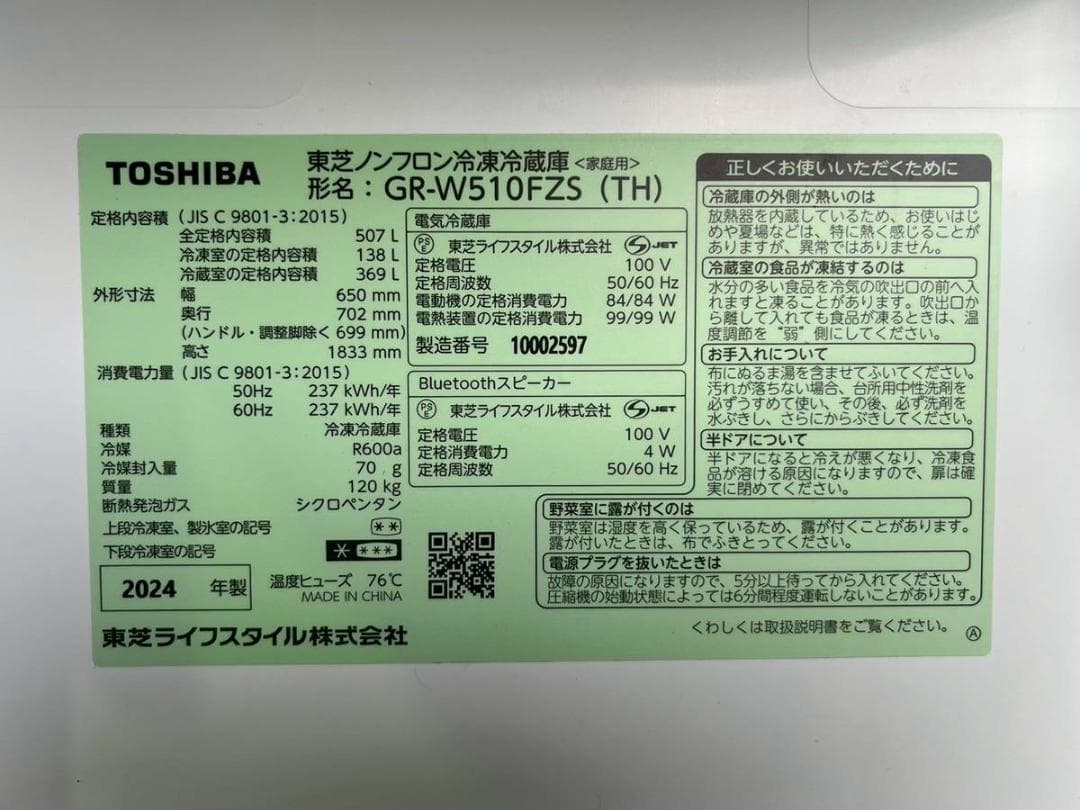 TOSHIBA
東芝ノンフロン冷凍冷蔵庫<家庭用>
形名：GR-W510FZS (TH)
定格内容積 (JIS C 9801-3:2015)
全定格内容積 507 L
冷凍室の定格内容積 138 L
冷蔵室の定格内容積 369 L
外形寸法 幅 650 mm
奥行 702 mm
(ハンドル・調整脚除く 699 mm)
高さ 1833 mm
消費電力量 (JIS C 9801-3:2015)
50Hz 237 kWh/年
60Hz 237 kWh/年
種類 冷凍冷蔵庫
冷媒 R600a
冷媒封入量 70 g
質量 120 kg
断熱発泡ガス シクロペンタン
上段冷凍室、製氷室の記号 **
下段冷凍室の記号 * ***
2024 年製
温度ヒューズ 76℃
MADE IN CHINA
東芝ライフスタイル株式会社
電気冷蔵庫
PSE 東芝ライフスタイル株式会社 JET
定格電圧 100 V
定格周波数 50/60 Hz
電動機の定格消費電力 84/84 W
電熱装置の定格消費電力 99/99 W
製造番号 10002597
Bluetoothスピーカー
PSE 東芝ライフスタイル株式会社 JET
定格電圧 100 V
定格消費電力 4 W
定格周波数 50/60 Hz
正しくお使いいただくために
冷蔵庫の外側が熱いのは
放熱器を内蔵しているため、お使いはじ
めや夏場などは、特に熱く感じることが
ありますが、異常ではありません。
冷蔵室の食品が凍結するのは
水分の多い食品を冷気の吹出口の前へ入
れますと凍ることがあります。吹出口か
ら離して入れても食品が凍るときは、温
度調節を“弱”側にしてください。
お手入れについて
布にぬるま湯を含ませてふいてください。
汚れが落ちない場合、台所用中性洗剤を
必ずうすめて使い、その後、必ず洗剤を
水ぶきし、さらにからぶきしてください。
半ドアについて
半ドアになると冷えが悪くなり、冷凍食
品が溶ける原因になりますので、扉は確
実に閉めてください。
野菜室に露が付くのは
野菜室は湿度を高く保っているため、露が付くことがあります。
露が付いたときは、布でふきとってください。
電源プラグを抜いたときは
故障の原因になりますので、5分以上待ってから入れてください。
圧縮機の始動状態によっては6分間程度運転しないことがあります。
くわしくは取扱説明書をご覧ください。 Ⓐ